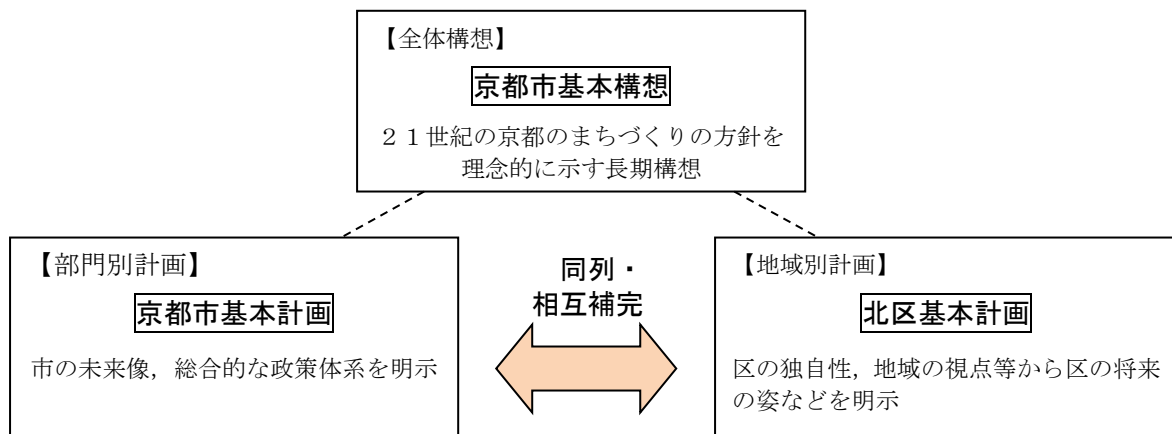 【全体構想】
京都市基本構想
２１世紀の京都のまちづくりの方針を
理念的に示す長期構想
【部門別計画】
京都市基本計画
市の未来像，総合的な政策体系を明示
同列・
相互補完
【地域別計画】
北区基本計画
区の独自性，地域の視点等から区の将来
の姿などを明示